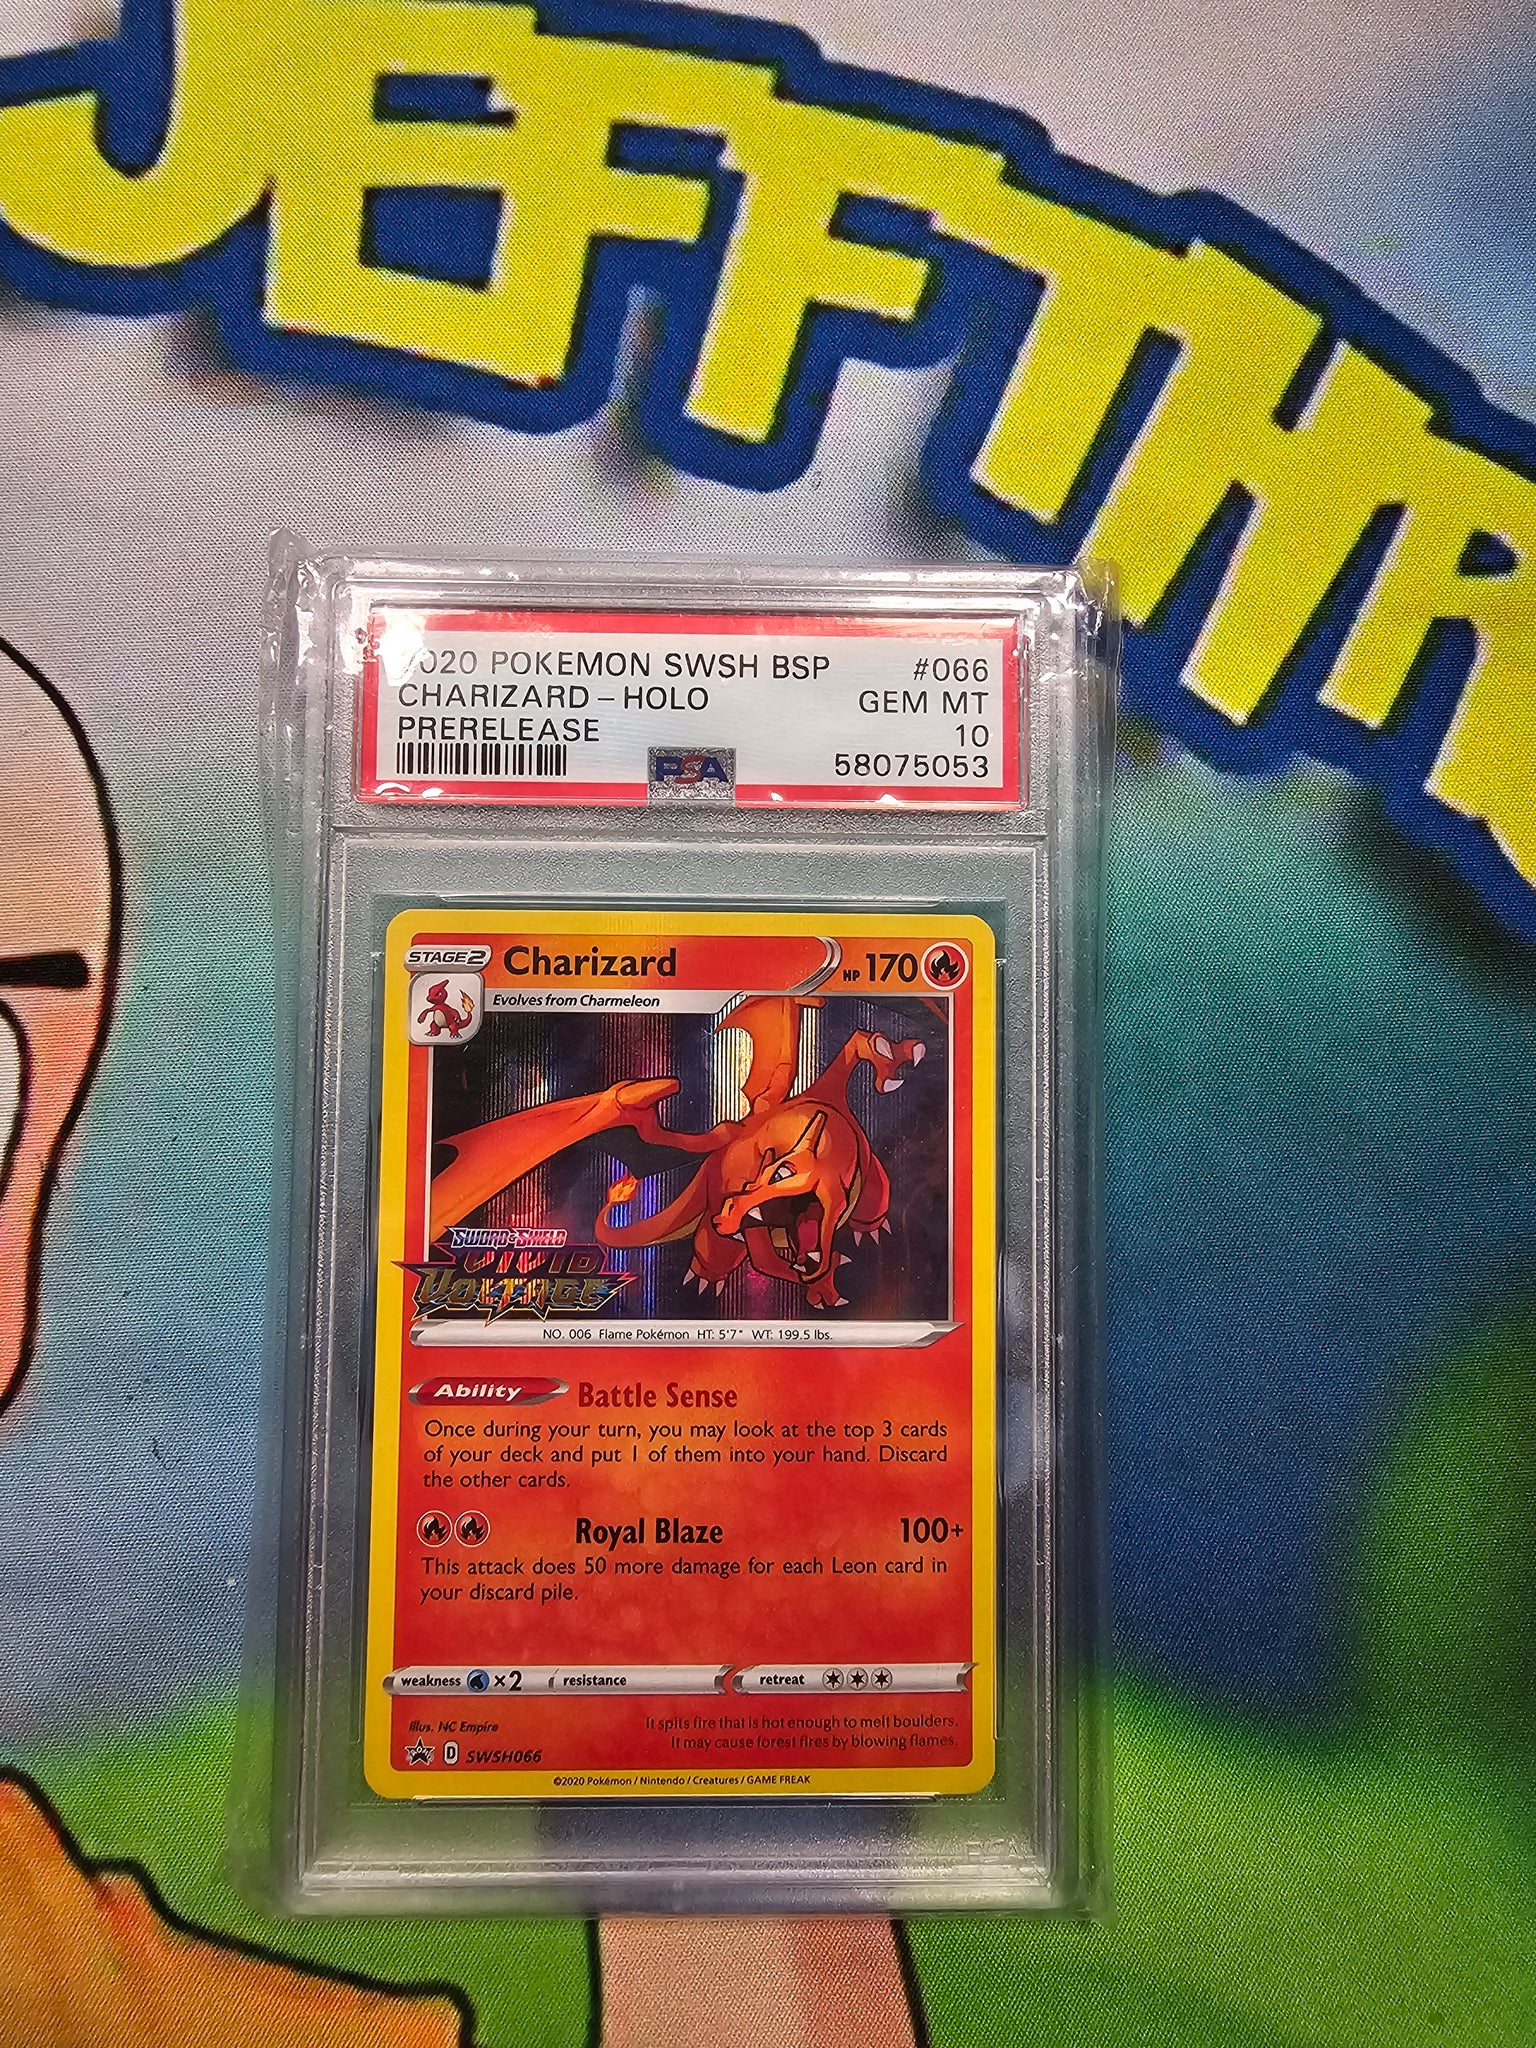 2020 POKEMON SWSH BSP #066
CHARIZARD-HOLO GEM MT
PRERELEASE 10
PSA 58075053
STAGE 2 Charizard HP 170
Evolves from Charmeleon
SWORD & SHIELD
VIVID
VOLTAGE
NO. 006 Flame Pokémon HT: 5'7" WT: 199.5 lbs.
Ability Battle Sense
Once during your turn, you may look at the top 3 cards
of your deck and put 1 of them into your hand. Discard
the other cards.
Royal Blaze 100+
This attack does 50 more damage for each Leon card in
your discard pile.
weakness ×2 resistance retreat
Illus. NC Empire
It spits fire that is hot enough to melt boulders.
It may cause forest fires by blowing flames.
D SWSH066
©2020 Pokémon / Nintendo / Creatures / GAME FREAK